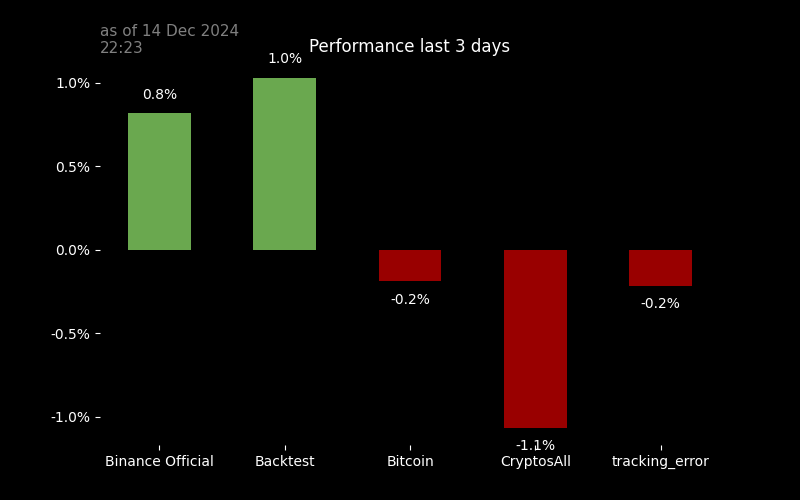 as of 14 Dec 2024
22:23
Performance last 3 days
1.0%
0.5%
0.0%
-0.5%
-1.0%
0.8%
1.0%
-0.2%
-1.1%
-0.2%
Binance Official
Backtest
Bitcoin
CryptosAll
tracking_error